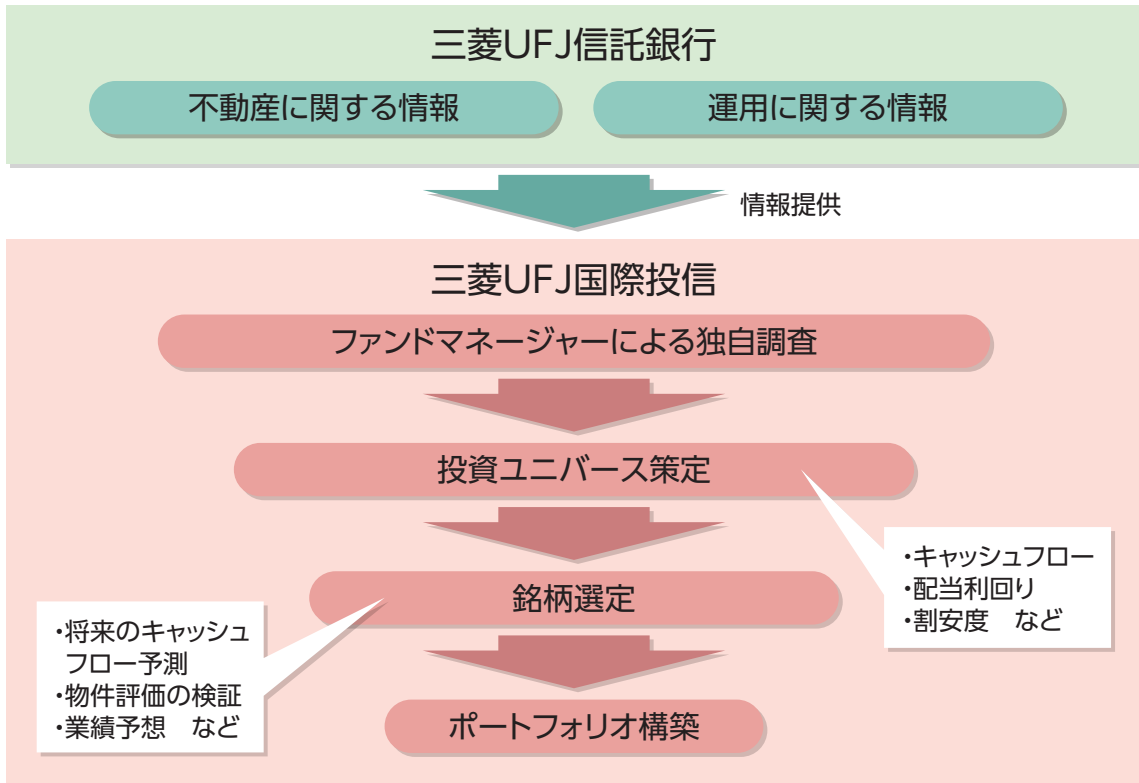 三菱UFJ信託銀行
不動産に関する情報
運用に関する情報
情報提供
三菱UFJ国際投信
ファンドマネージャーによる独自調査
投資ユニバース策定
・キャッシュフロー
・配当利回り
・割安度　など
銘柄選定
・将来のキャッシュ
フロー予測
・物件評価の検証
・業績予想　など
ポートフォリオ構築